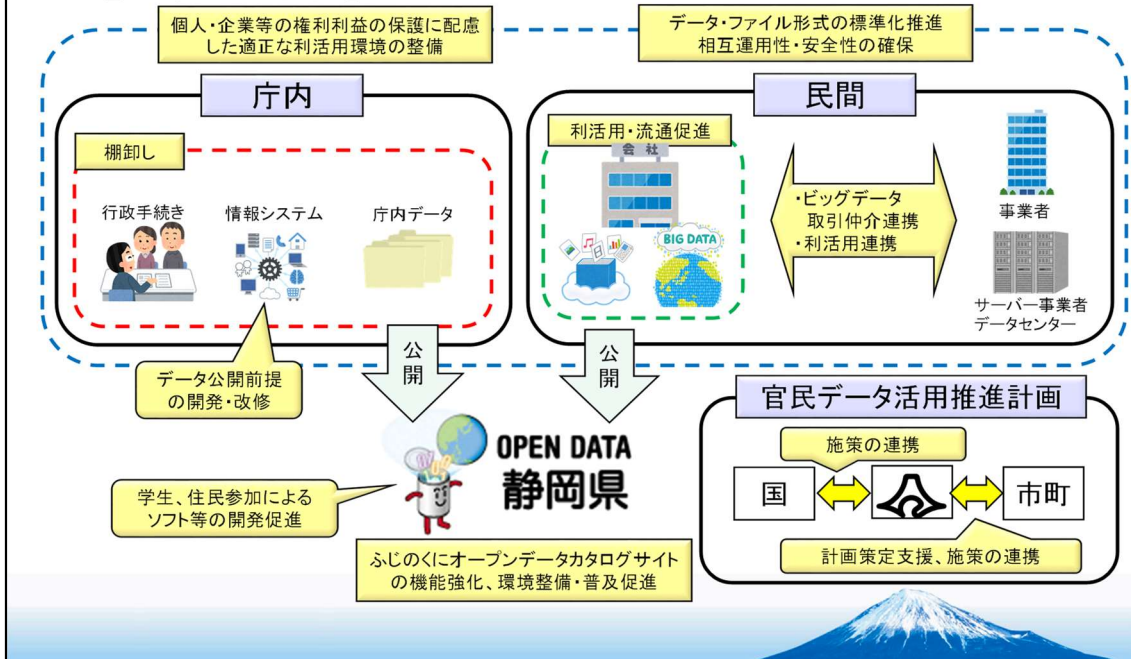 個人・企業等の権利利益の保護に配慮
した適正な利活用環境の整備
データ・ファイル形式の標準化推進
相互運用性・安全性の確保
庁内
棚卸し
行政手続き
情報システム
庁内データ
データ公開前提
の開発・改修
公開
民間
利活用・流通促進
会社
BIG DATA
・ビッグデータ
取引仲介連携
・利活用連携
事業者
サーバー事業者
データセンター
公開
OPEN DATA
静岡県
学生、住民参加による
ソフト等の開発促進
ふじのくにオープンデータカタログサイト
の機能強化、環境整備・普及促進
官民データ活用推進計画
施策の連携
国
市町
計画策定支援、施策の連携